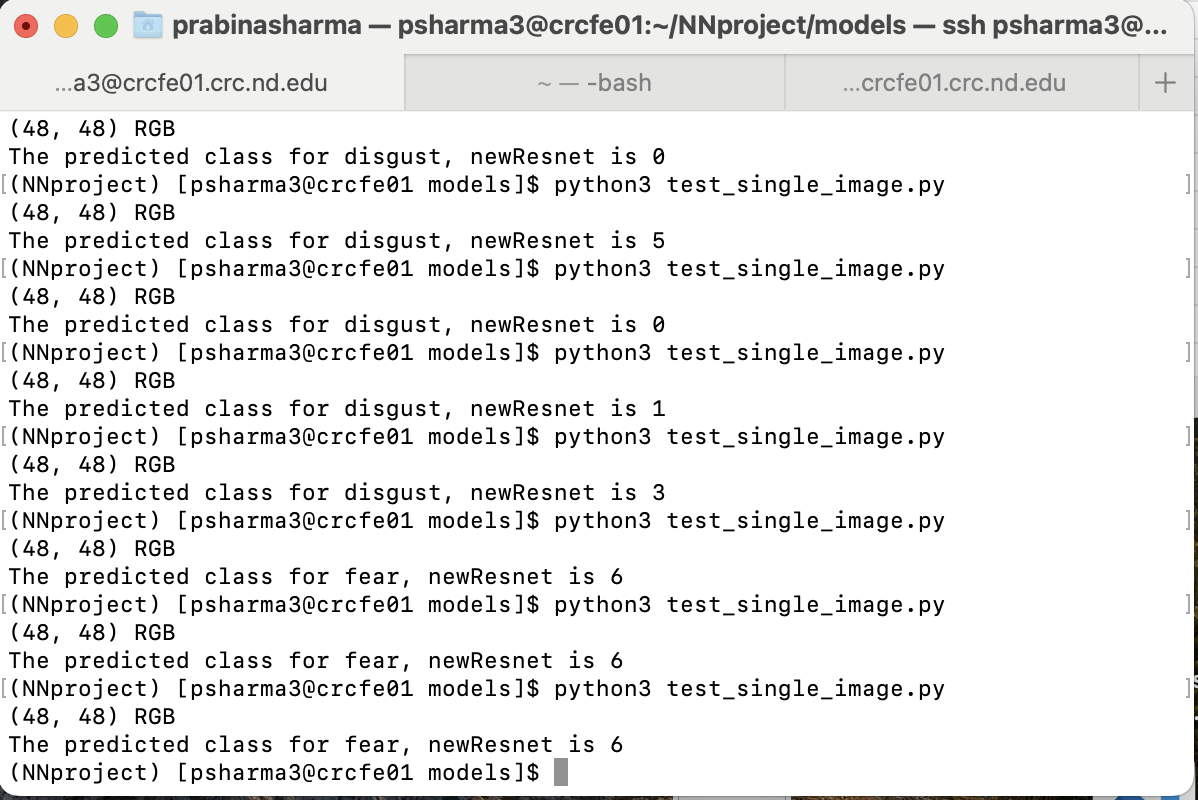 prabinasharma — psharma3@crcfe01:~/NNproject/models — ssh psharma3@...
...a3@crcfe01.crc.nd.edu
~ — -bash
...crcfe01.crc.nd.edu
+
(48, 48) RGB
The predicted class for disgust, newResnet is 0
[(NNproject) [psharma3@crcfe01 models]$ python3 test_single_image.py ]
(48, 48) RGB
The predicted class for disgust, newResnet is 5
[(NNproject) [psharma3@crcfe01 models]$ python3 test_single_image.py ]
(48, 48) RGB
The predicted class for disgust, newResnet is 0
[(NNproject) [psharma3@crcfe01 models]$ python3 test_single_image.py ]
(48, 48) RGB
The predicted class for disgust, newResnet is 1
[(NNproject) [psharma3@crcfe01 models]$ python3 test_single_image.py ]
(48, 48) RGB
The predicted class for disgust, newResnet is 3
[(NNproject) [psharma3@crcfe01 models]$ python3 test_single_image.py ]
(48, 48) RGB
The predicted class for fear, newResnet is 6
[(NNproject) [psharma3@crcfe01 models]$ python3 test_single_image.py ]
(48, 48) RGB
The predicted class for fear, newResnet is 6
[(NNproject) [psharma3@crcfe01 models]$ python3 test_single_image.py ]
(48, 48) RGB
The predicted class for fear, newResnet is 6
(NNproject) [psharma3@crcfe01 models]$